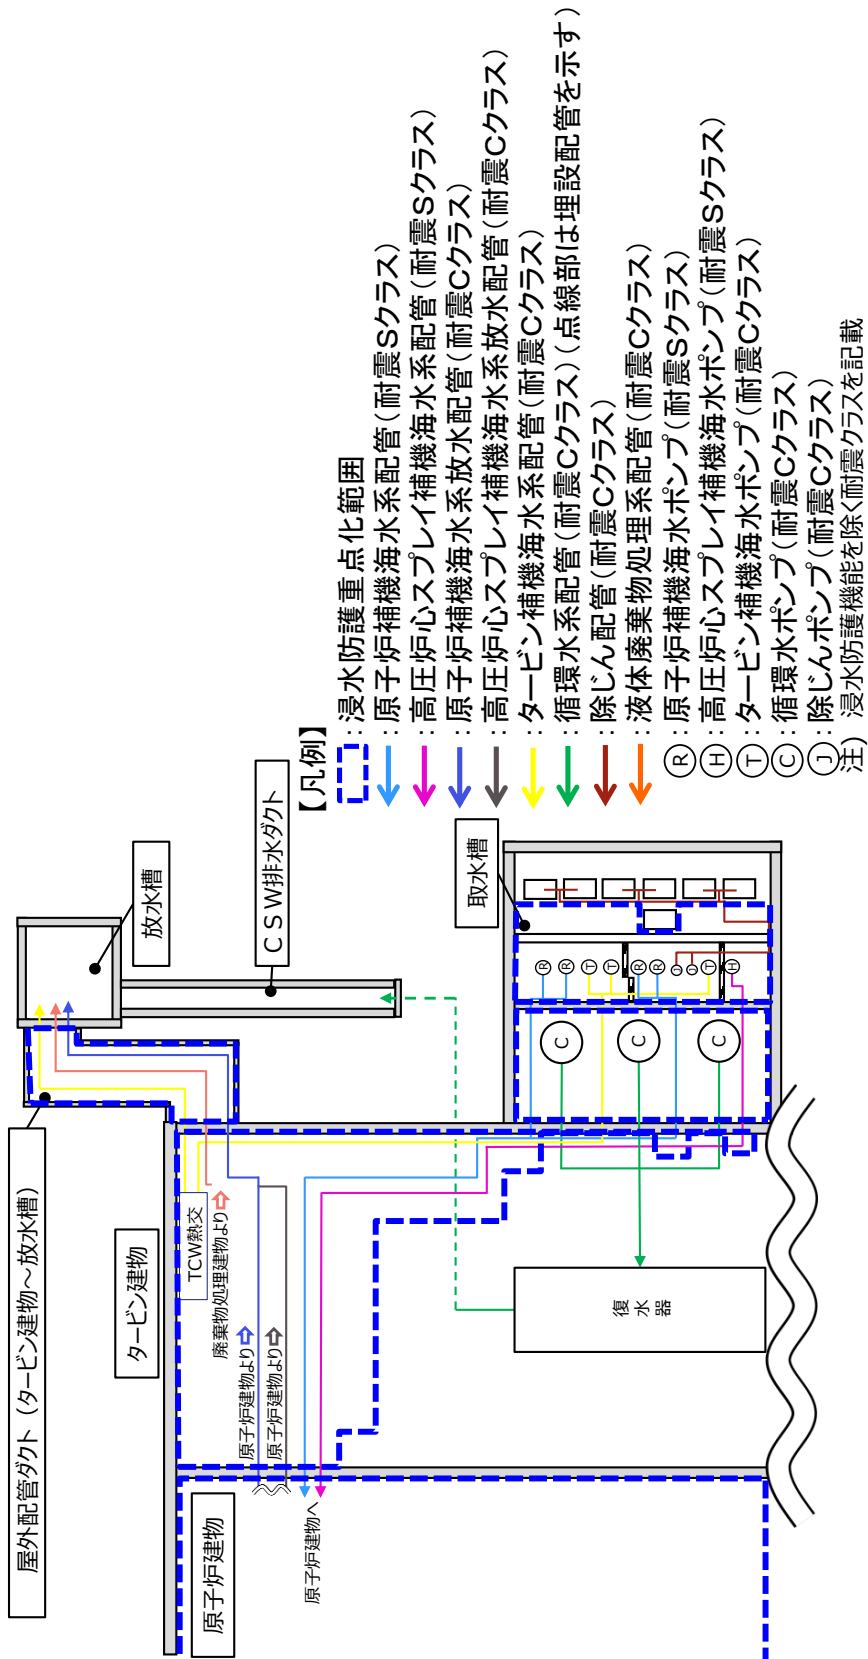 屋外配管ダクト（タービン建物～放水槽）
放水槽
ＣＳＷ排水ダクト
タービン建物
原子炉建物
取水槽
TCW熱交
廃棄物処理建物より
原子炉建物より
原子炉建物より
原子炉建物へ
復水器
R
R
T
T
R
R
J
J
T
H
C
C
C
【凡例】
：浸水防護重点化範囲
：原子炉補機海水系配管（耐震Ｓクラス）
：高圧炉心スプレイ補機海水系配管（耐震Ｓクラス）
：原子炉補機海水系放水配管（耐震Ｃクラス）
：高圧炉心スプレイ補機海水系放水配管（耐震Ｃクラス）
：タービン補機海水系配管（耐震Ｃクラス）
：循環水系配管（耐震Ｃクラス）（点線部は埋設配管を示す）
：除じん配管（耐震Ｃクラス）
：液体廃棄物処理系配管（耐震Ｃクラス）
Ⓡ：原子炉補機海水ポンプ（耐震Ｓクラス）
Ⓗ：高圧炉心スプレイ補機海水ポンプ（耐震Ｓクラス）
Ⓣ：タービン補機海水ポンプ（耐震Ｃクラス）
Ⓒ：循環水ポンプ（耐震Ｃクラス）
Ⓙ：除じんポンプ（耐震Ｃクラス）
注）浸水防護機能を除く耐震クラスを記載